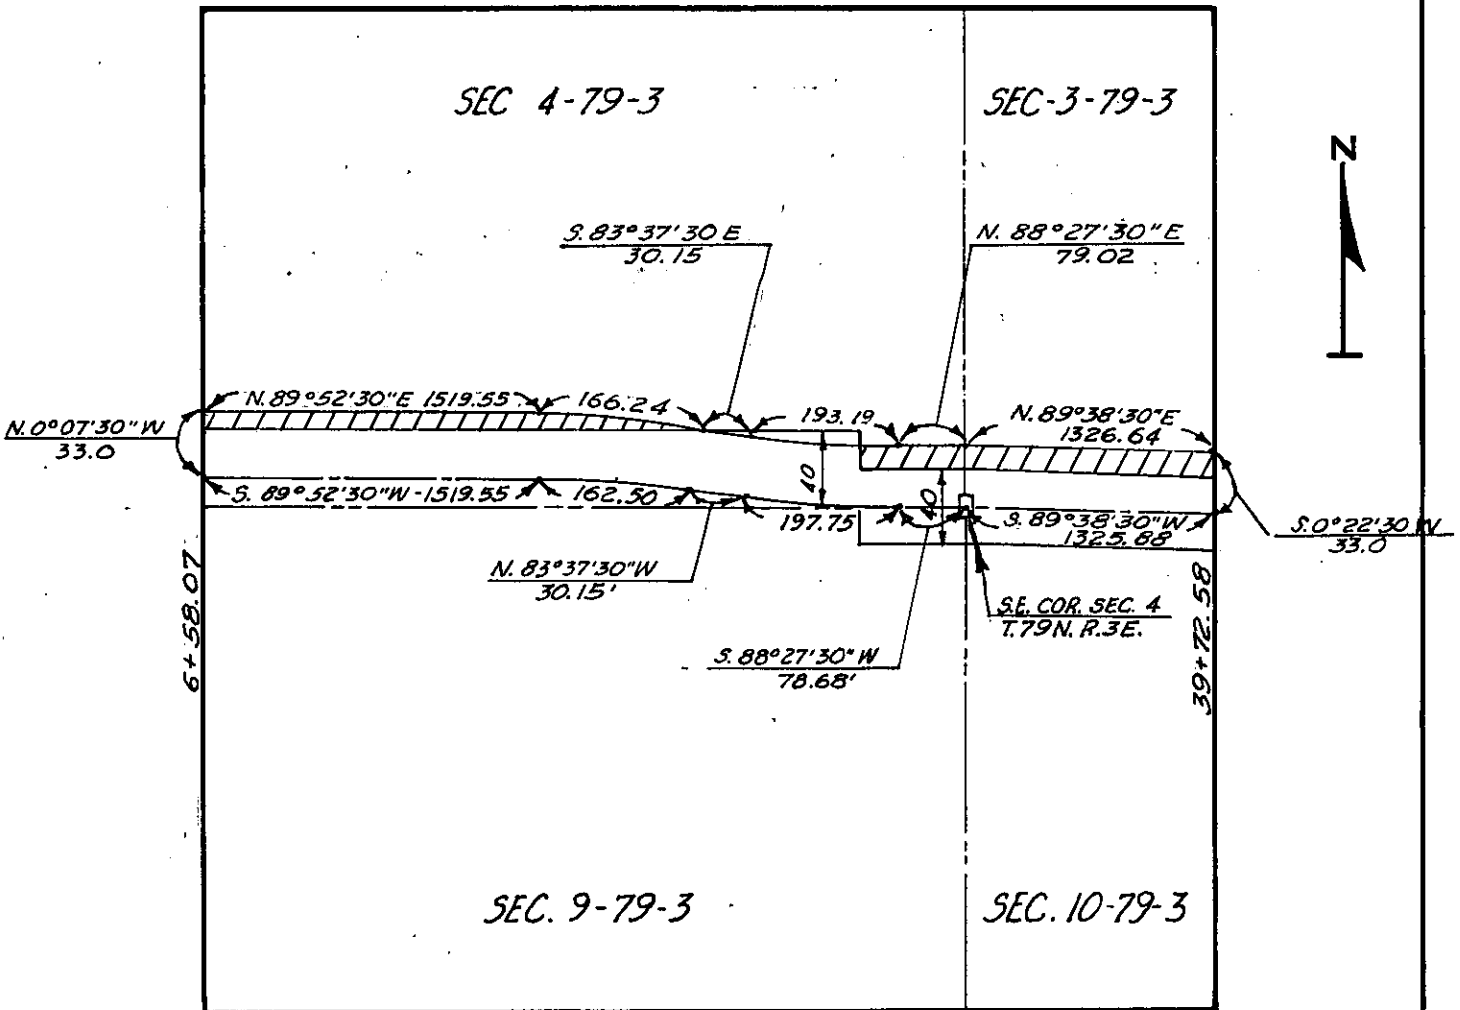 SEC 4-79-3
SEC-3-79-3
N
S. 83°37'30 E
30.15
N. 88°27'30" E
79.02
N. 89°52'30"E 1519.55
166.24
193.19
N. 89°38'30"E
1326.64
N. 0°07'30" W
33.0
40
40
S. 89°52'30"W-1519.55
162.50
197.75
S. 89°38'30"W
1325.88
S. 0°22'30 W
33.0
N. 83°37'30"W
30.15'
6+58.07
39+72.58
S.E. COR. SEC. 4
T.79N. R.3E.
S. 88°27'30" W
78.68'
SEC. 9-79-3
SEC. 10-79-3